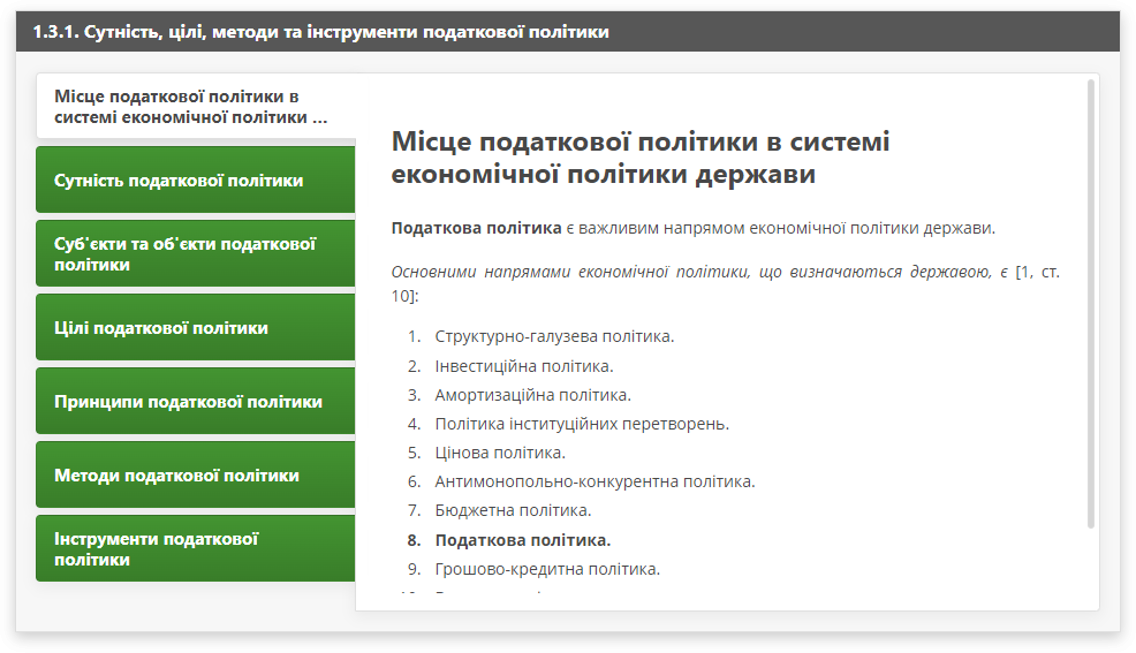 1.3.1. Сутність, цілі, методи та інструменти податкової політики
Місце податкової політики в
системі економічної політики ...
Сутність податкової політики
Суб'єкти та об'єкти податкової
політики
Цілі податкової політики
Принципи податкової політики
Методи податкової політики
Інструменти податкової
політики
Місце податкової політики в системі
економічної політики держави
Податкова політика є важливим напрямом економічної політики держави.
Основними напрямами економічної політики, що визначаються державою, є [1, ст.
10]:
1. Структурно-галузева політика.
2. Інвестиційна політика.
3. Амортизаційна політика.
4. Політика інституційних перетворень.
5. Цінова політика.
6. Антимонопольно-конкурентна політика.
7. Бюджетна політика.
8. Податкова політика.
9. Грошово-кредитна політика.